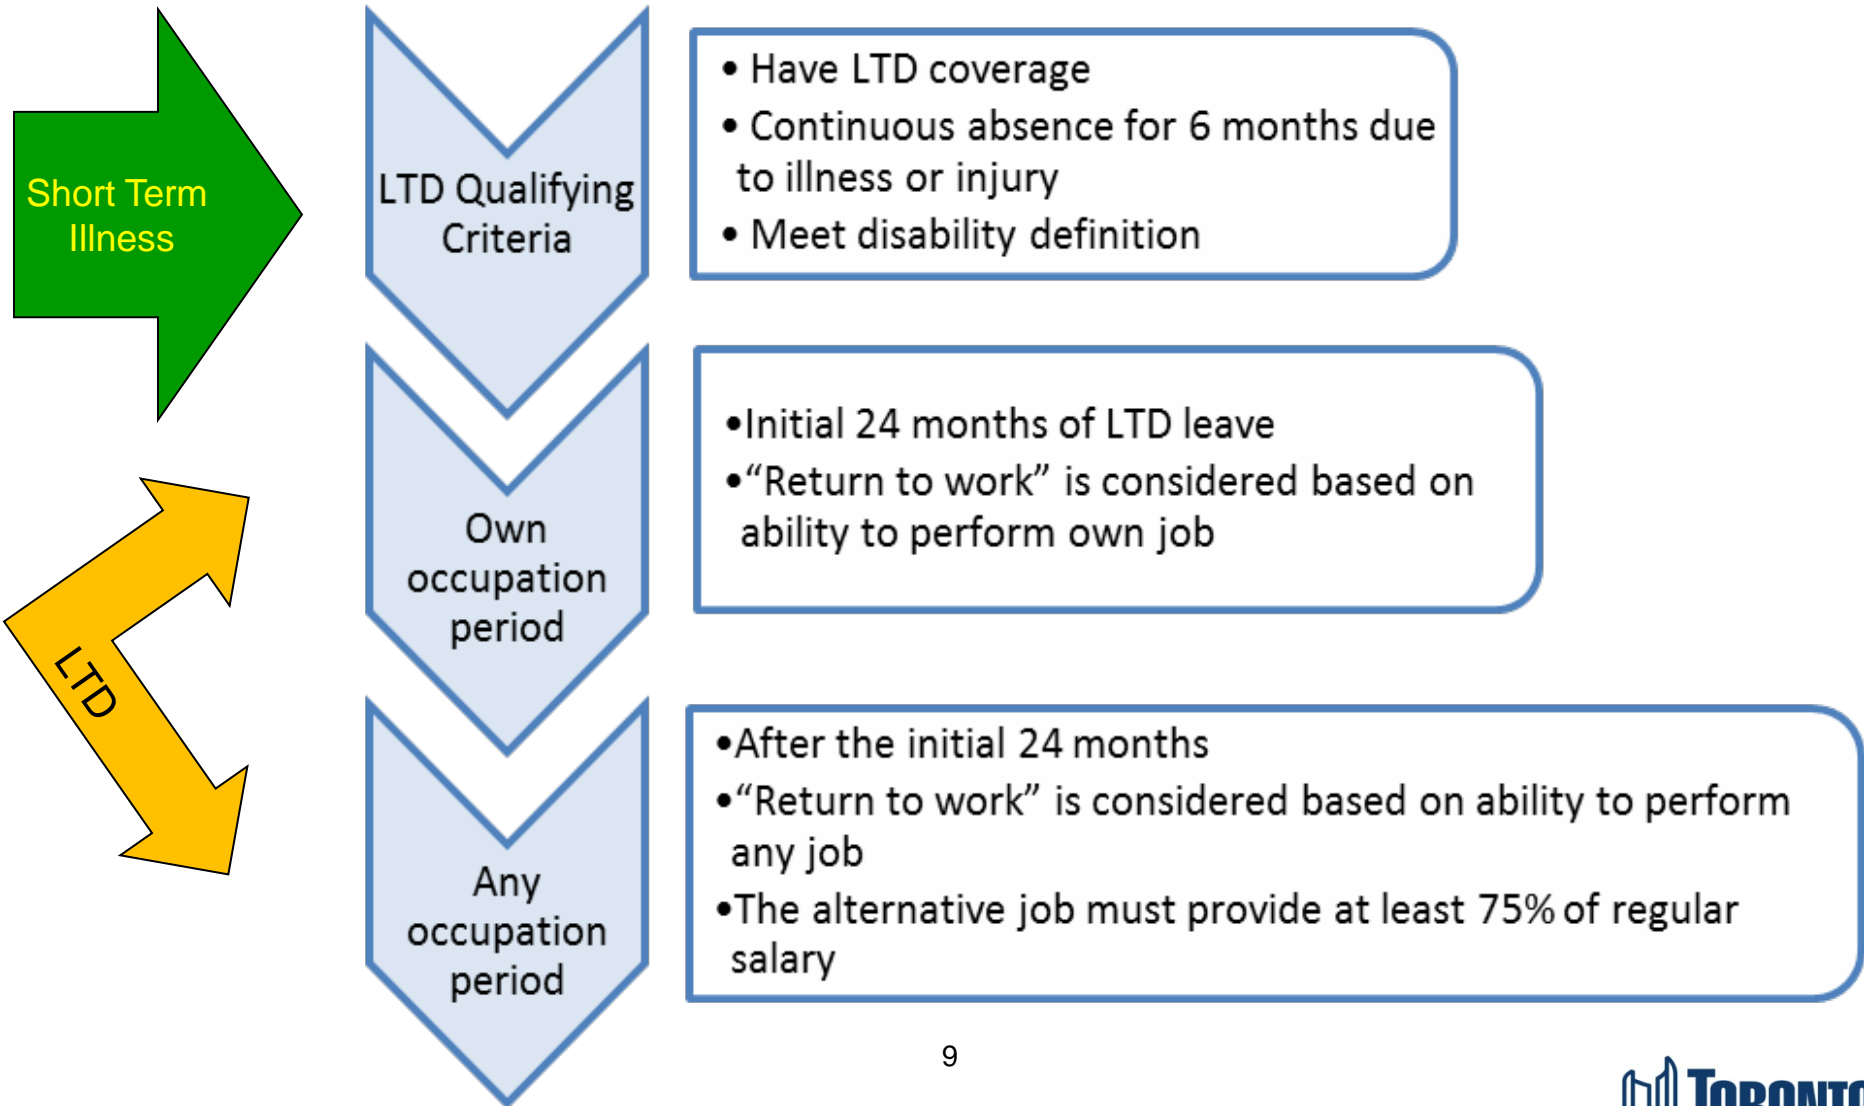 Short Term
Illness
LTD Qualifying
Criteria
• Have LTD coverage
• Continuous absence for 6 months due
to illness or injury
• Meet disability definition
LTD
Own
occupation
period
•Initial 24 months of LTD leave
•“Return to work” is considered based on
ability to perform own job
Any
occupation
period
•After the initial 24 months
•“Return to work” is considered based on ability to perform
any job
•The alternative job must provide at least 75% of regular
salary
9
TORONTO